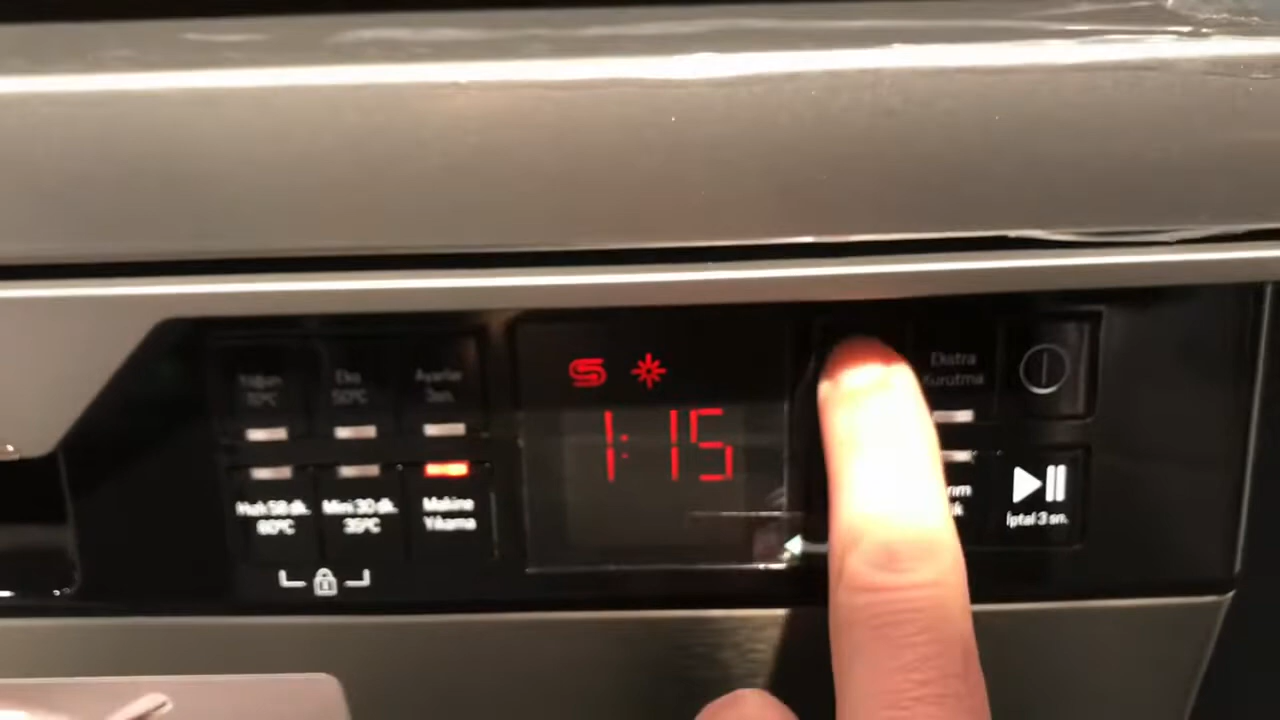 Yoğun
70°C
Eko
50°C
Ayarlar
3sn.
1:15
Ekstra
Kurutma
Hızlı 58 dk.
60°C
Mini 30 dk.
35°C
Makine
Yıkama
İptal 3 sn.